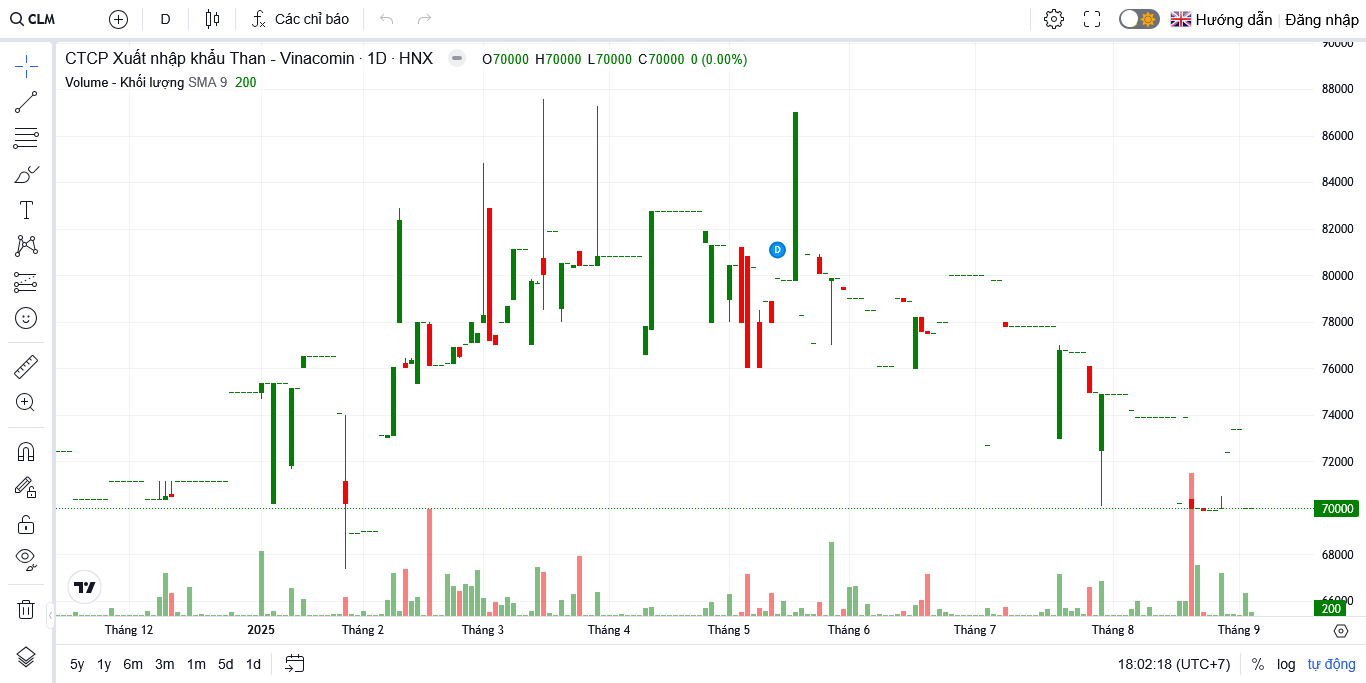 CLM D Các chỉ báo Hướng dẫn Đăng nhập
CTCP Xuất nhập khẩu Than - Vinacomin · 1D · HNX O70000 H70000 L70000 C70000 0 (0.00%)
Volume - Khối lượng SMA 9 200
90000
88000
86000
84000
82000
80000
78000
76000
74000
72000
70000
68000
66000
200
D
Tháng 12 2025 Tháng 2 Tháng 3 Tháng 4 Tháng 5 Tháng 6 Tháng 7 Tháng 8 Tháng 9
5y 1y 6m 3m 1m 5d 1d 18:02:18 (UTC+7) % log tự động